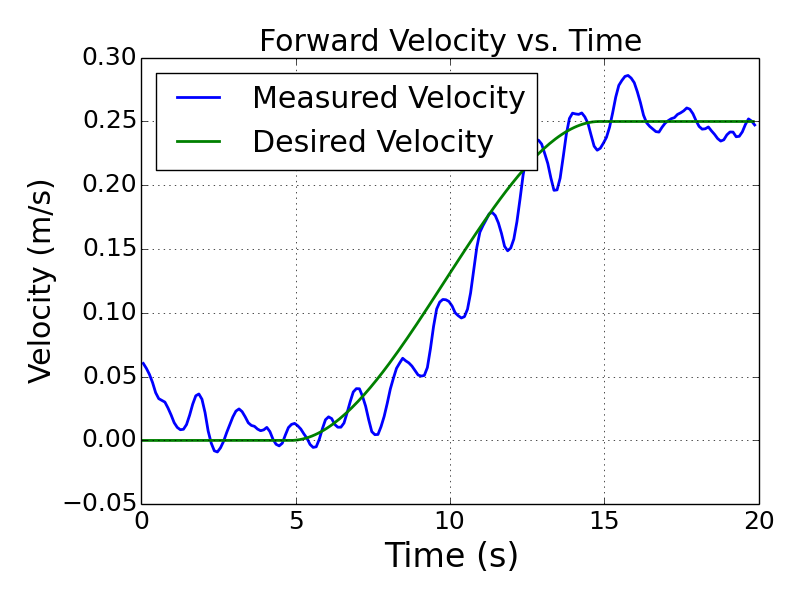 Forward Velocity vs. Time
0.30
0.25
0.20
0.15
0.10
0.05
0.00
−0.05
Velocity (m/s)
Measured Velocity
Desired Velocity
0 5 10 15 20
Time (s)